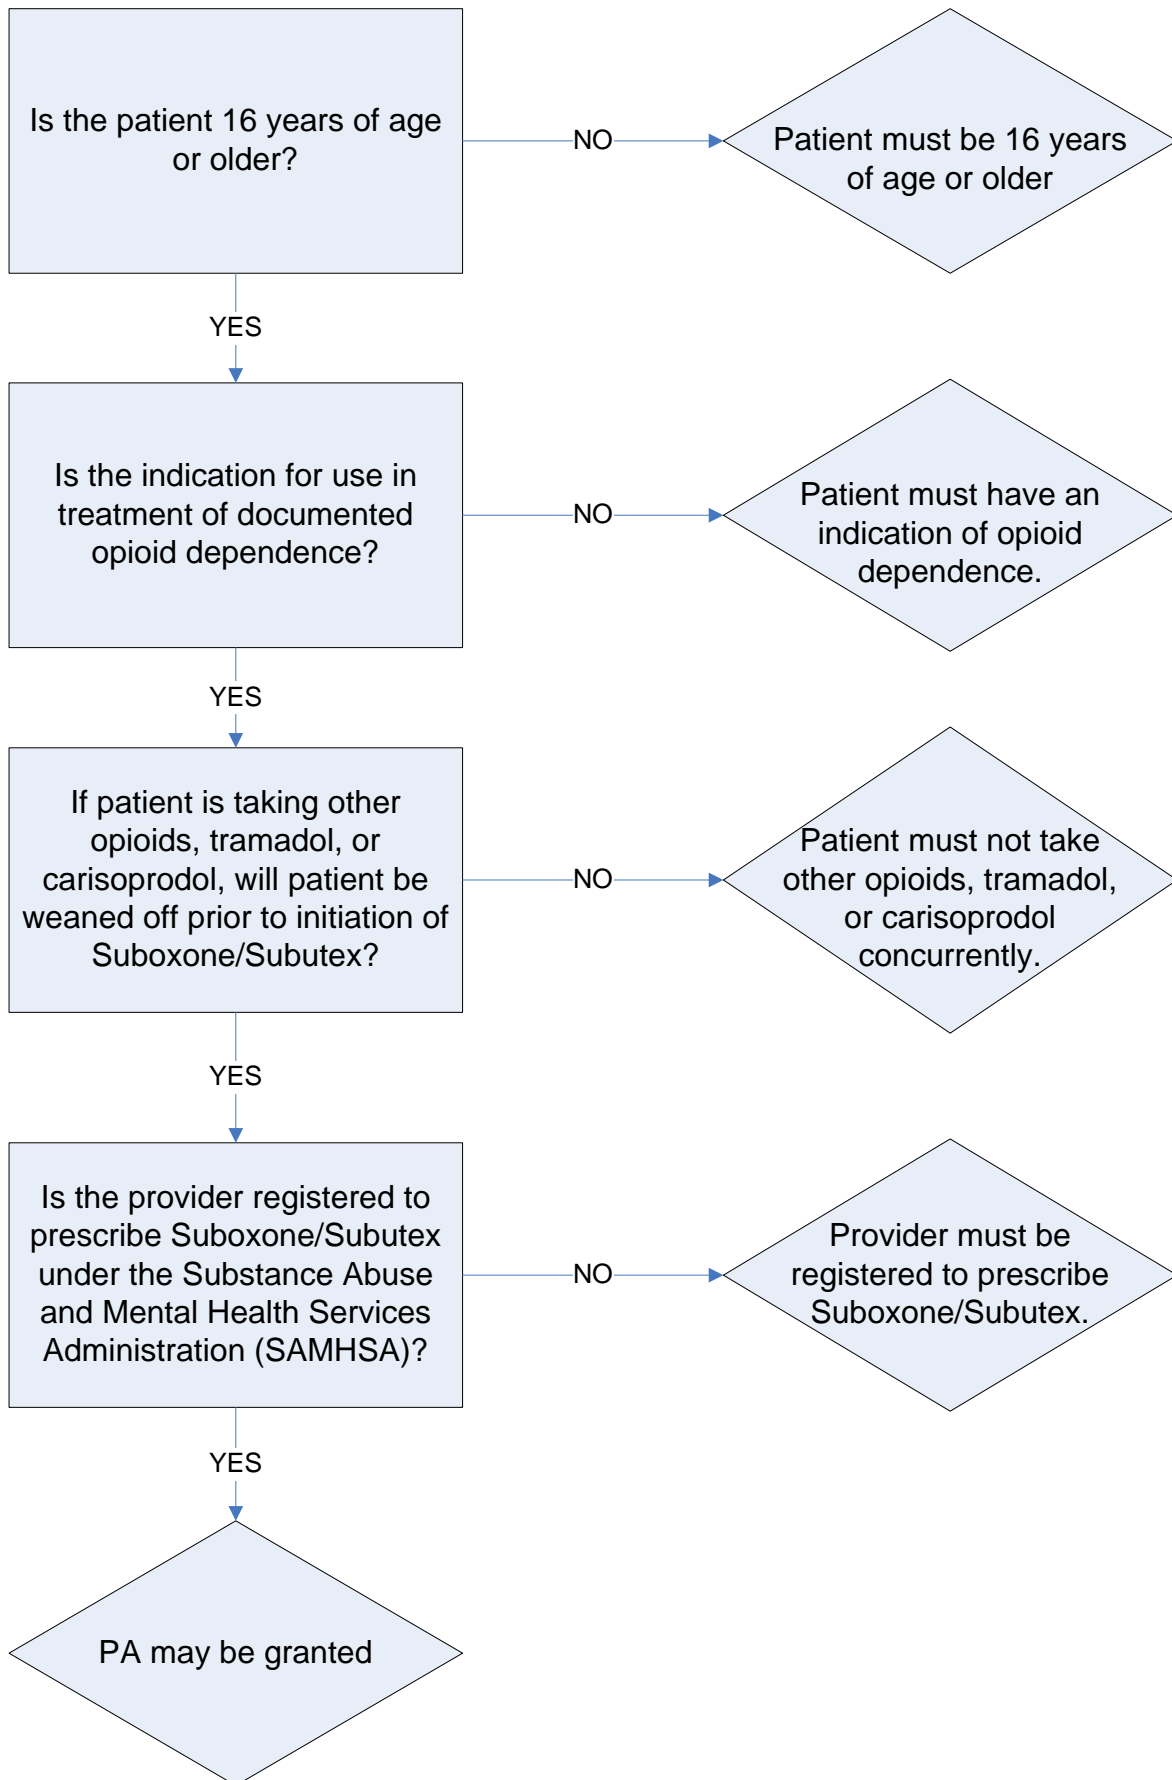 Is the patient 16 years of age
or older?
NO
Patient must be 16 years
of age or older
YES
Is the indication for use in
treatment of documented
opioid dependence?
NO
Patient must have an
indication of opioid
dependence.
YES
If patient is taking other
opioids, tramadol, or
carisoprodol, will patient be
weaned off prior to initiation of
Suboxone/Subutex?
NO
Patient must not take
other opioids, tramadol,
or carisoprodol
concurrently.
YES
Is the provider registered to
prescribe Suboxone/Subutex
under the Substance Abuse
and Mental Health Services
Administration (SAMHSA)?
NO
Provider must be
registered to prescribe
Suboxone/Subutex.
YES
PA may be granted